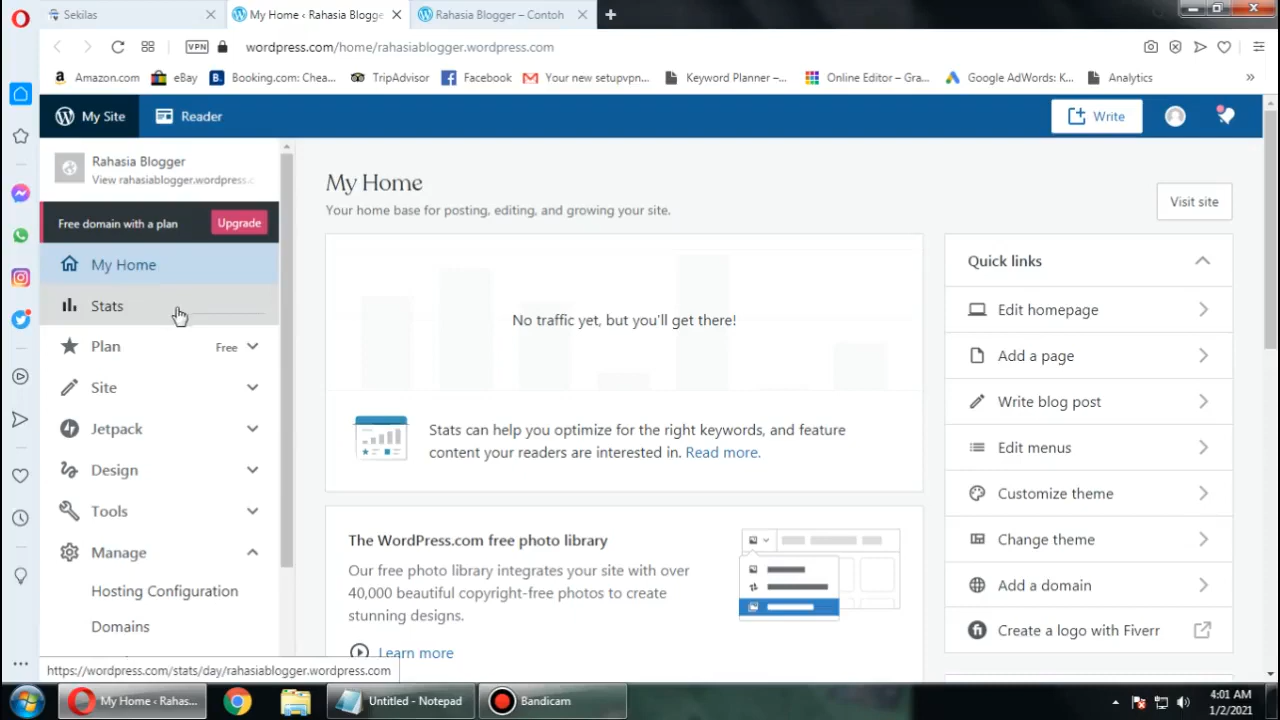 Sekilas
My Home ‹ Rahasia Blogge
Rahasia Blogger – Contoh
VPN
wordpress.com/home/rahasiablogger.wordpress.com
Amazon.com
eBay
Booking.com: Chea...
TripAdvisor
Facebook
Your new setupvpn...
Keyword Planner –...
Online Editor – Gra...
Google AdWords: K...
Analytics
My Site
Reader
Write
Rahasia Blogger
View rahasiablogger.wordpress.c
Free domain with a plan
Upgrade
My Home
Stats
Plan
Free
Site
Jetpack
Design
Tools
Manage
Hosting Configuration
Domains
https://wordpress.com/stats/day/rahasiablogger.wordpress.com
My Home
Your home base for posting, editing, and growing your site.
Visit site
No traffic yet, but you'll get there!
Stats can help you optimize for the right keywords, and feature
content your readers are interested in. Read more.
The WordPress.com free photo library
Our free photo library integrates your site with over
40,000 beautiful copyright-free photos to create
stunning designs.
Learn more
Quick links
Edit homepage
Add a page
Write blog post
Edit menus
Customize theme
Change theme
Add a domain
Create a logo with Fiverr
My Home ‹ Rahas...
Untitled - Notepad
Bandicam
4:01 AM
1/2/2021